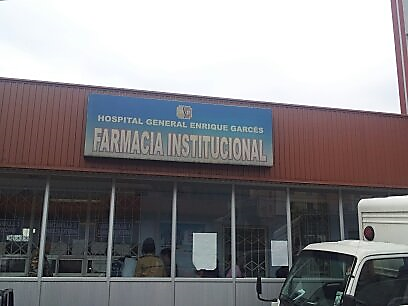 HOSPITAL GENERAL ENRIQUE GARCÉS
FARMACIA INSTITUCIONAL